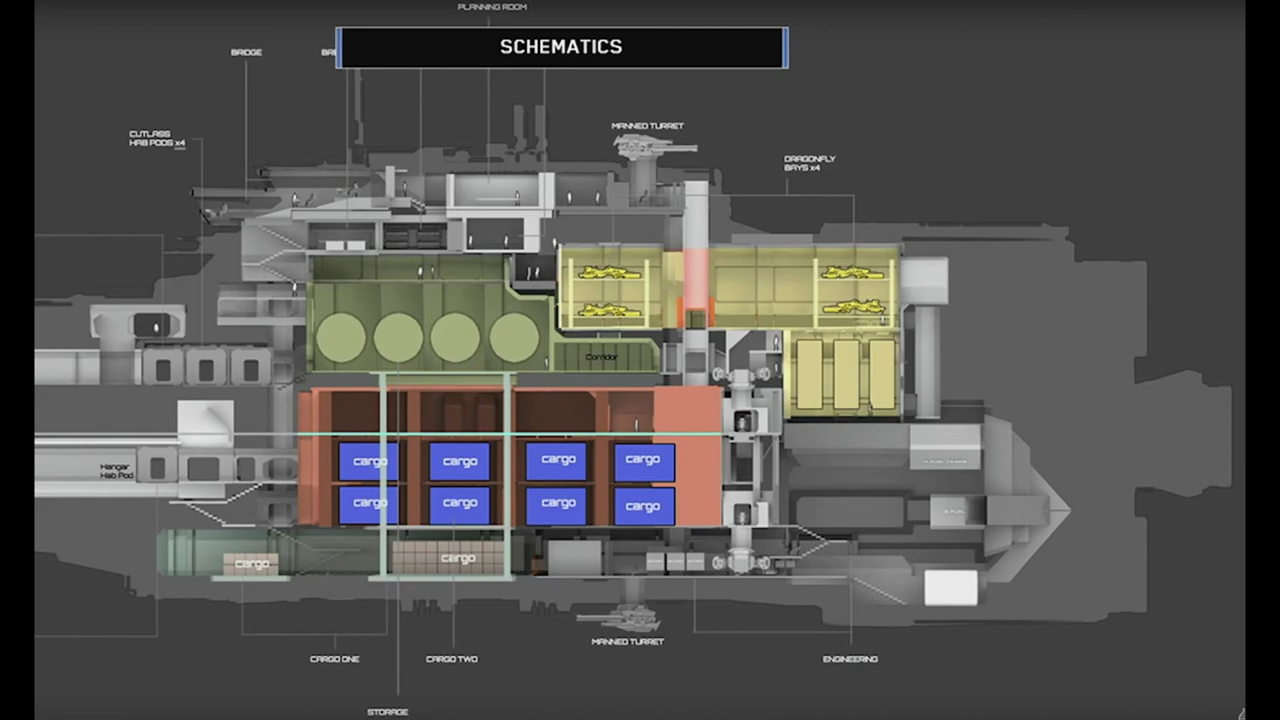 PLANNING ROOM
SCHEMATICS
BRIDGE
MANNED TURRET
CUTLASS
HAB PODS x4
DRAGONFLY
BAYS x4
Corridor
cargo
cargo
cargo
cargo
Hangar
Hab Pod
cargo
cargo
cargo
cargo
cargo
cargo
MANNED TURRET
CARGO ONE
CARGO TWO
ENGINEERING
STORAGE